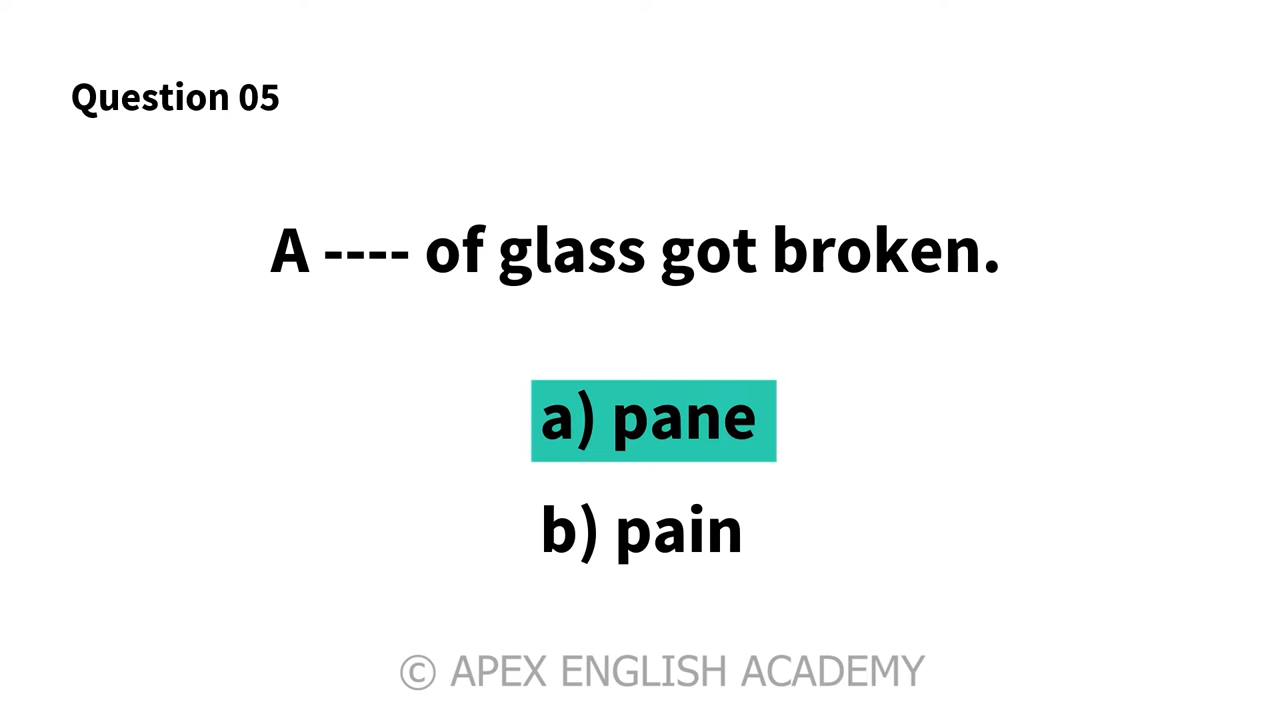 Question 05
A ---- of glass got broken.
a) pane
b) pain
© APEX ENGLISH ACADEMY